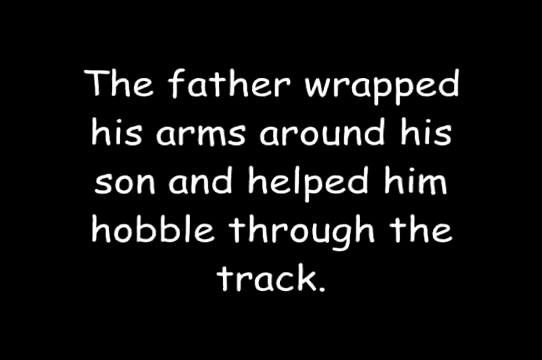 The father wrapped
his arms around his
son and helped him
hobble through the
track.